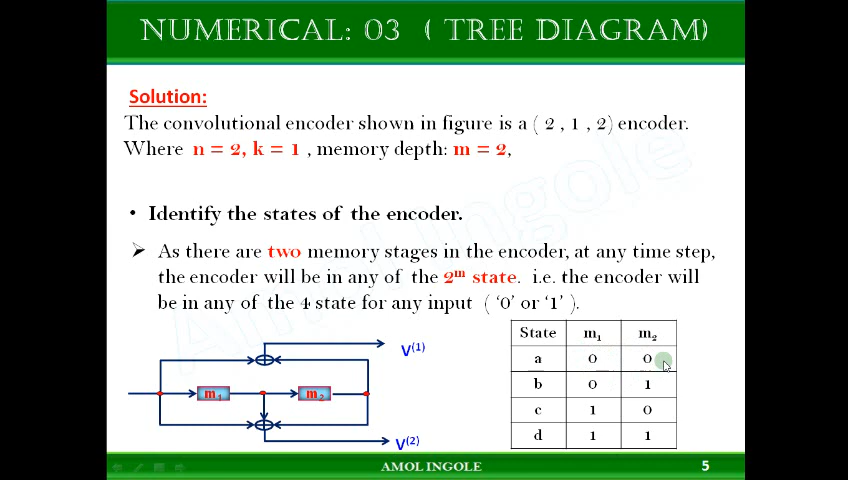 NUMERICAL: 03 ( TREE DIAGRAM)
Solution:
The convolutional encoder shown in figure is a ( 2 , 1 , 2) encoder.
Where n = 2, k = 1 , memory depth: m = 2,
• Identify the states of the encoder.
➢ As there are two memory stages in the encoder, at any time step,
the encoder will be in any of the 2ᵐ state. i.e. the encoder will
be in any of the 4 state for any input ( ‘0’ or ‘1’ ).
State m₁ m₂
a 0 0
b 0 1
c 1 0
d 1 1
V⁽¹⁾
m₁ m₂
V⁽²⁾
Amol Ingole
AMOL INGOLE 5